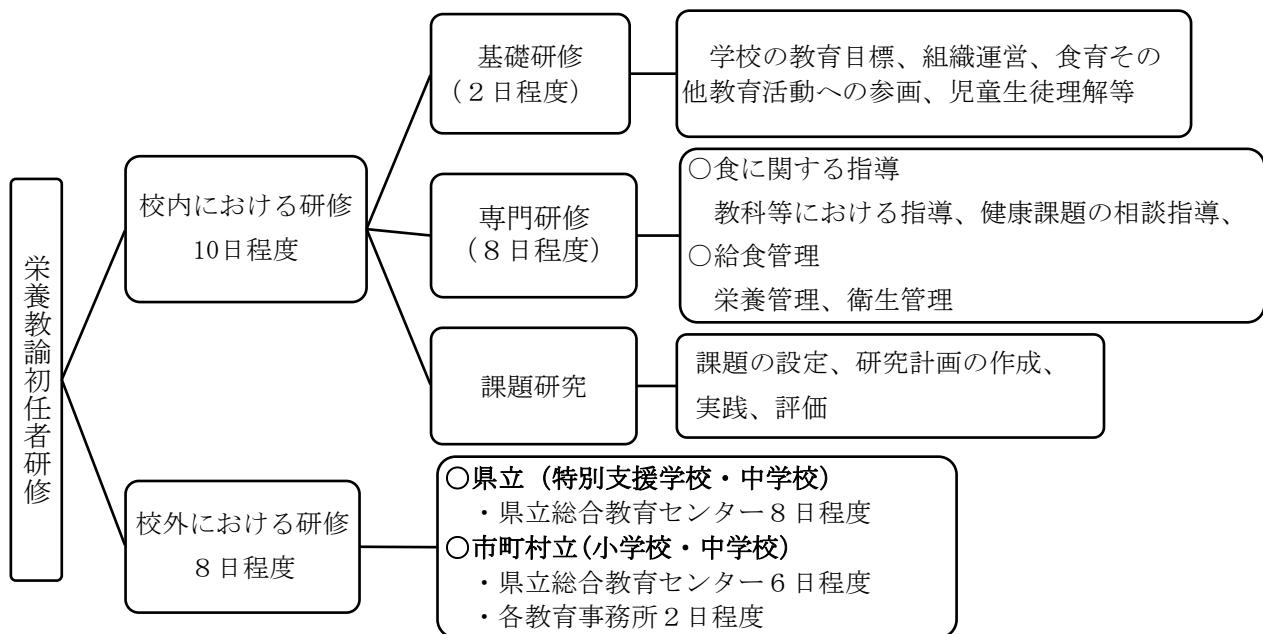 栄養教諭初任者研修
校内における研修
10日程度
基礎研修
(２日程度)
学校の教育目標、組織運営、食育その
他教育活動への参画、児童生徒理解等
専門研修
(８日程度)
○食に関する指導
教科等における指導、健康課題の相談指導、
○給食管理
栄養管理、衛生管理
課題研究
課題の設定、研究計画の作成、
実践、評価
校外における研修
８日程度
○県立（特別支援学校・中学校）
・県立総合教育センター８日程度
○市町村立(小学校・中学校)
・県立総合教育センター６日程度
・各教育事務所２日程度